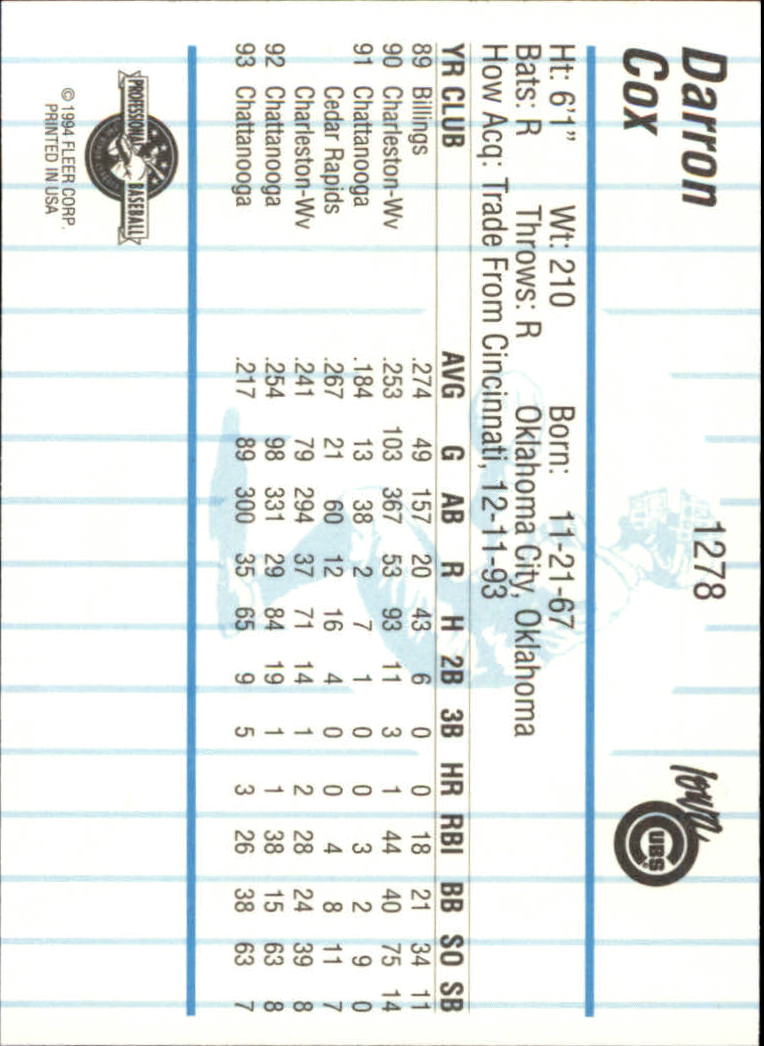 Darron
Cox
1278
Iowa
CUBS
Ht: 6'1" Wt: 210 Born: 11-21-67
Bats: R Throws: R Oklahoma City, Oklahoma
How Acq: Trade From Cincinnati, 12-11-93
YR CLUB AVG G AB R H 2B 3B HR RBI BB SO SB
89 Billings .274 49 157 20 43 6 0 0 18 21 34 11
90 Charleston-Wv .253 103 367 53 93 11 3 1 44 40 75 14
91 Chattanooga .184 13 38 2 7 1 0 0 3 2 9 0
Cedar Rapids .267 21 60 12 16 4 0 0 4 8 11 7
Charleston-Wv .241 79 294 37 71 14 1 2 28 24 39 8
92 Chattanooga .254 98 331 29 84 19 1 1 38 15 63 8
93 Chattanooga .217 89 300 35 65 9 5 3 26 38 63 7
PROFESSIONAL BASEBALL
© 1994 FLEER CORP.
PRINTED IN USA